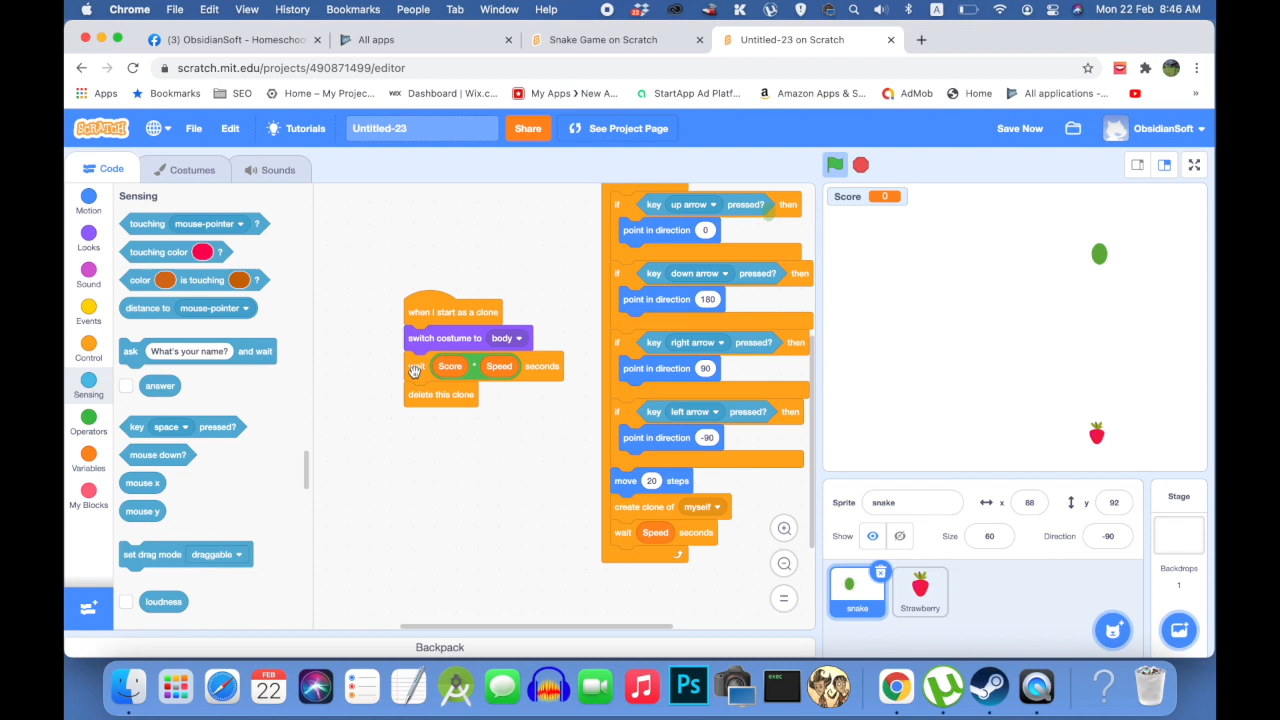 Chrome File Edit View History Bookmarks People Tab Window Help
A
Mon 22 Feb 8:46 AM
(3) ObsidianSoft - Homeschoo
All apps
Snake Game on Scratch
Untitled-23 on Scratch
scratch.mit.edu/projects/490871499/editor
Apps
Bookmarks
SEO
Home – My Projec...
WIX Dashboard | Wix.c...
My Apps > New A...
StartApp Ad Platf...
Amazon Apps & S...
AdMob
Home
All applications -...
»
SCRATCH
File
Edit
Tutorials
Untitled-23
Share
See Project Page
Save Now
ObsidianSoft
Code
Costumes
Sounds
Motion
Looks
Sound
Events
Control
Sensing
Operators
Variables
My Blocks
Sensing
touching mouse-pointer ?
touching color ?
color is touching ?
distance to mouse-pointer
ask What's your name? and wait
answer
key space pressed?
mouse down?
mouse x
mouse y
set drag mode draggable
loudness
when I start as a clone
switch costume to body
Score * Speed seconds
delete this clone
if key up arrow pressed? then
point in direction 0
if key down arrow pressed? then
point in direction 180
if key right arrow pressed? then
point in direction 90
if key left arrow pressed? then
point in direction -90
move 20 steps
create clone of myself
wait Speed seconds
Backpack
Score 0
Sprite snake x 88 y 92
Show Size 60 Direction -90
snake
Strawberry
Stage
Backdrops
1
FEB
22
Ps
exec